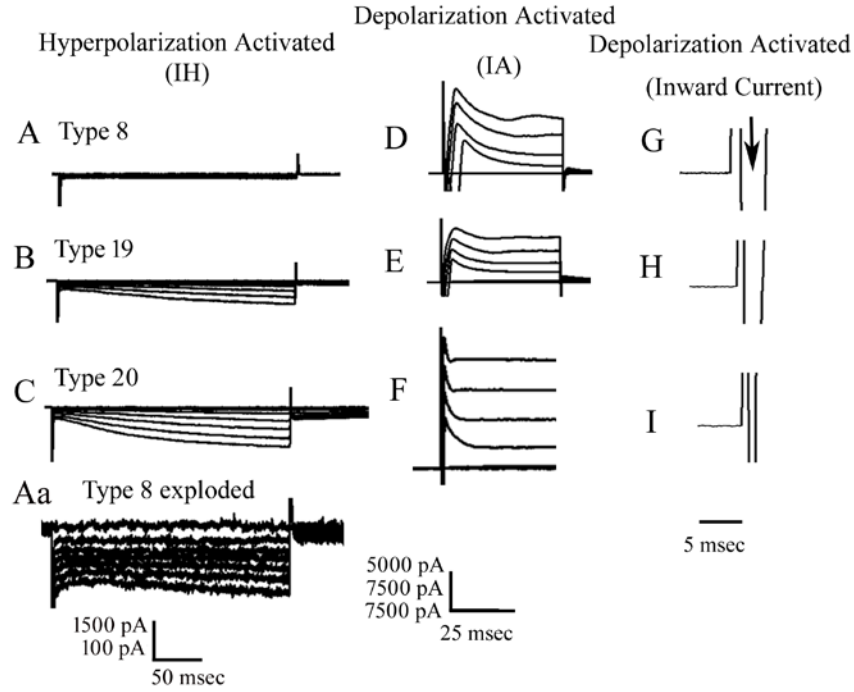 Hyperpolarization Activated
(IH)
Depolarization Activated
(IA)
Depolarization Activated
(Inward Current)
A Type 8
D
G
B Type 19
E
H
C Type 20
F
I
Aa Type 8 exploded
1500 pA
100 pA
50 msec
5000 pA
7500 pA
7500 pA
25 msec
5 msec